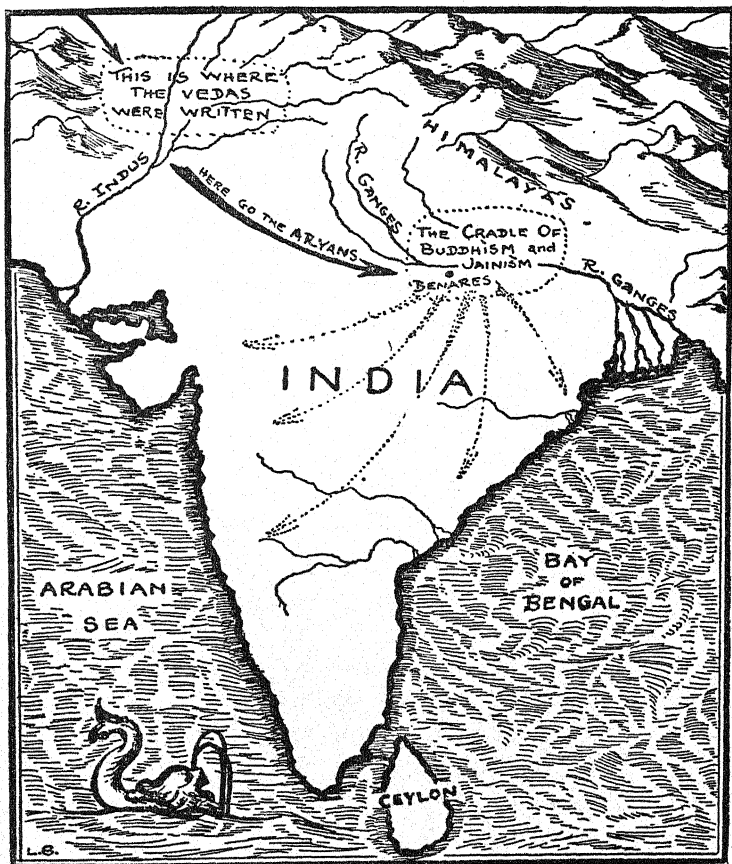 THIS IS WHERE
THE VEDAS
WERE WRITTEN
HIMALAYAS
R. INDUS
R. GANGES
HERE GO THE ARYANS
THE CRADLE OF
BUDDHISM and
JAINISM
BENARES
R. GANGES
INDIA
ARABIAN
SEA
BAY
OF
BENGAL
CEYLON
L.B.